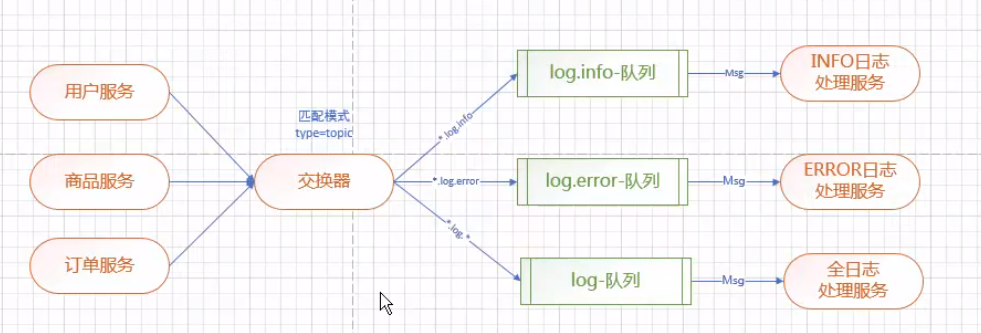 用户服务
商品服务
订单服务
匹配模式
type=topic
交换器
*.log.info
*.log.error
*.log.*
log.info-队列
log.error-队列
log-队列
Msg
Msg
Msg
INFO日志
处理服务
ERROR日志
处理服务
全日志
处理服务